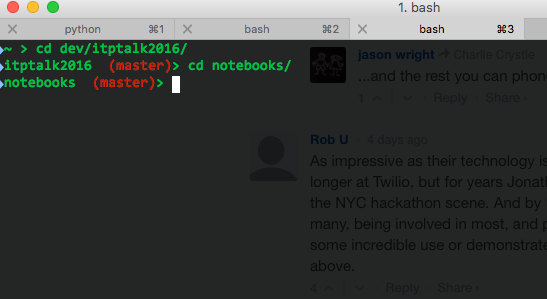 1. bash
python ⌘1
bash ⌘2
bash ⌘3
~ > cd dev/itptalk2016/
itptalk2016 (master)> cd notebooks/
notebooks (master)>
jason wright Charlie Crystle
...and the rest you can phon
1 Reply Share ›
Rob U 4 days ago
As impressive as their technology is
longer at Twilio, but for years Jonat
the NYC hackathon scene. And by
many, being involved in most, and p
some incredible use or demonstrate
above.
4 Reply Share ›